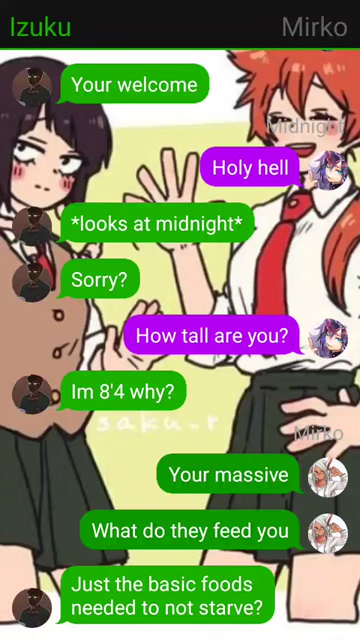 Izuku
Mirko
Your welcome
Midnight
Holy hell
*looks at midnight*
Sorry?
How tall are you?
Im 8'4 why?
saku_r
Mirko
Your massive
What do they feed you
Just the basic foods
needed to not starve?